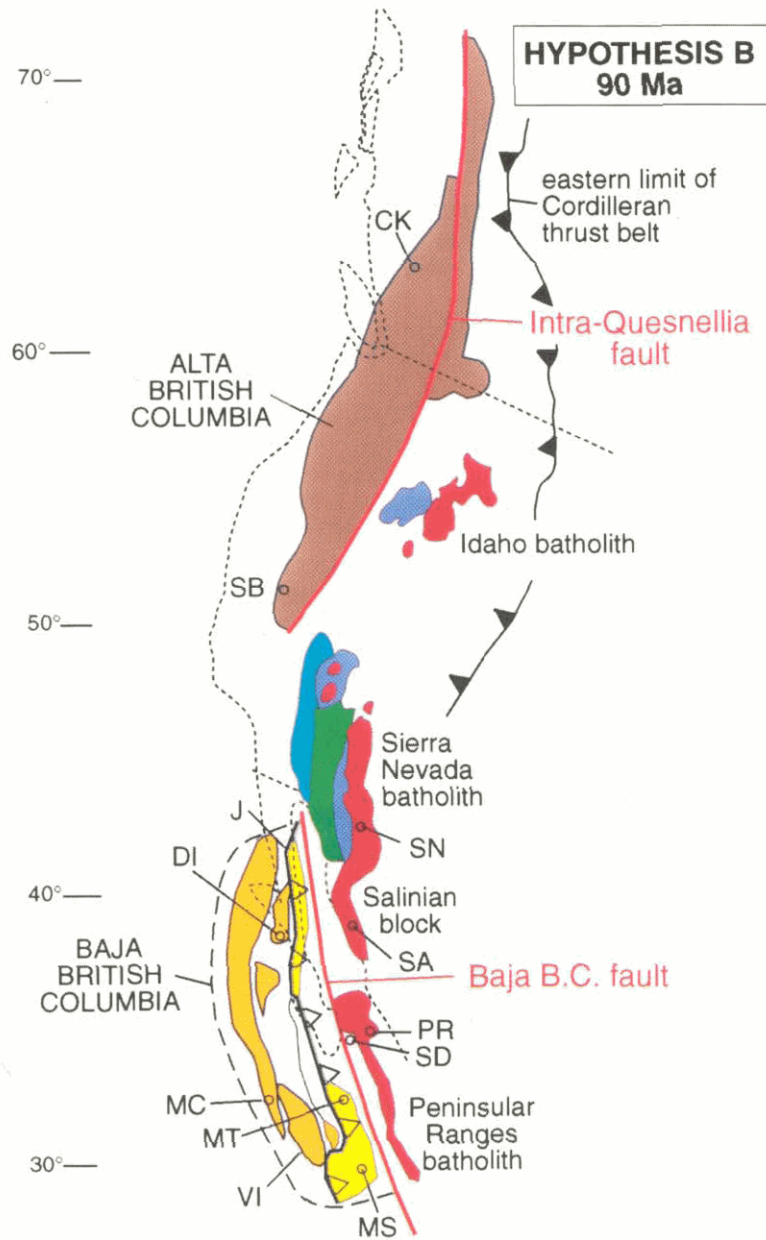 HYPOTHESIS B
90 Ma
70°
eastern limit of
Cordilleran
thrust belt
CK
Intra-Quesnellia
fault
60°
ALTA
BRITISH
COLUMBIA
Idaho batholith
SB
50°
Sierra
Nevada
batholith
J
SN
DI
40°
Salinian
block
SA
BAJA
BRITISH
COLUMBIA
Baja B.C. fault
PR
SD
MC
MT
Peninsular
Ranges
batholith
30°
VI
MS